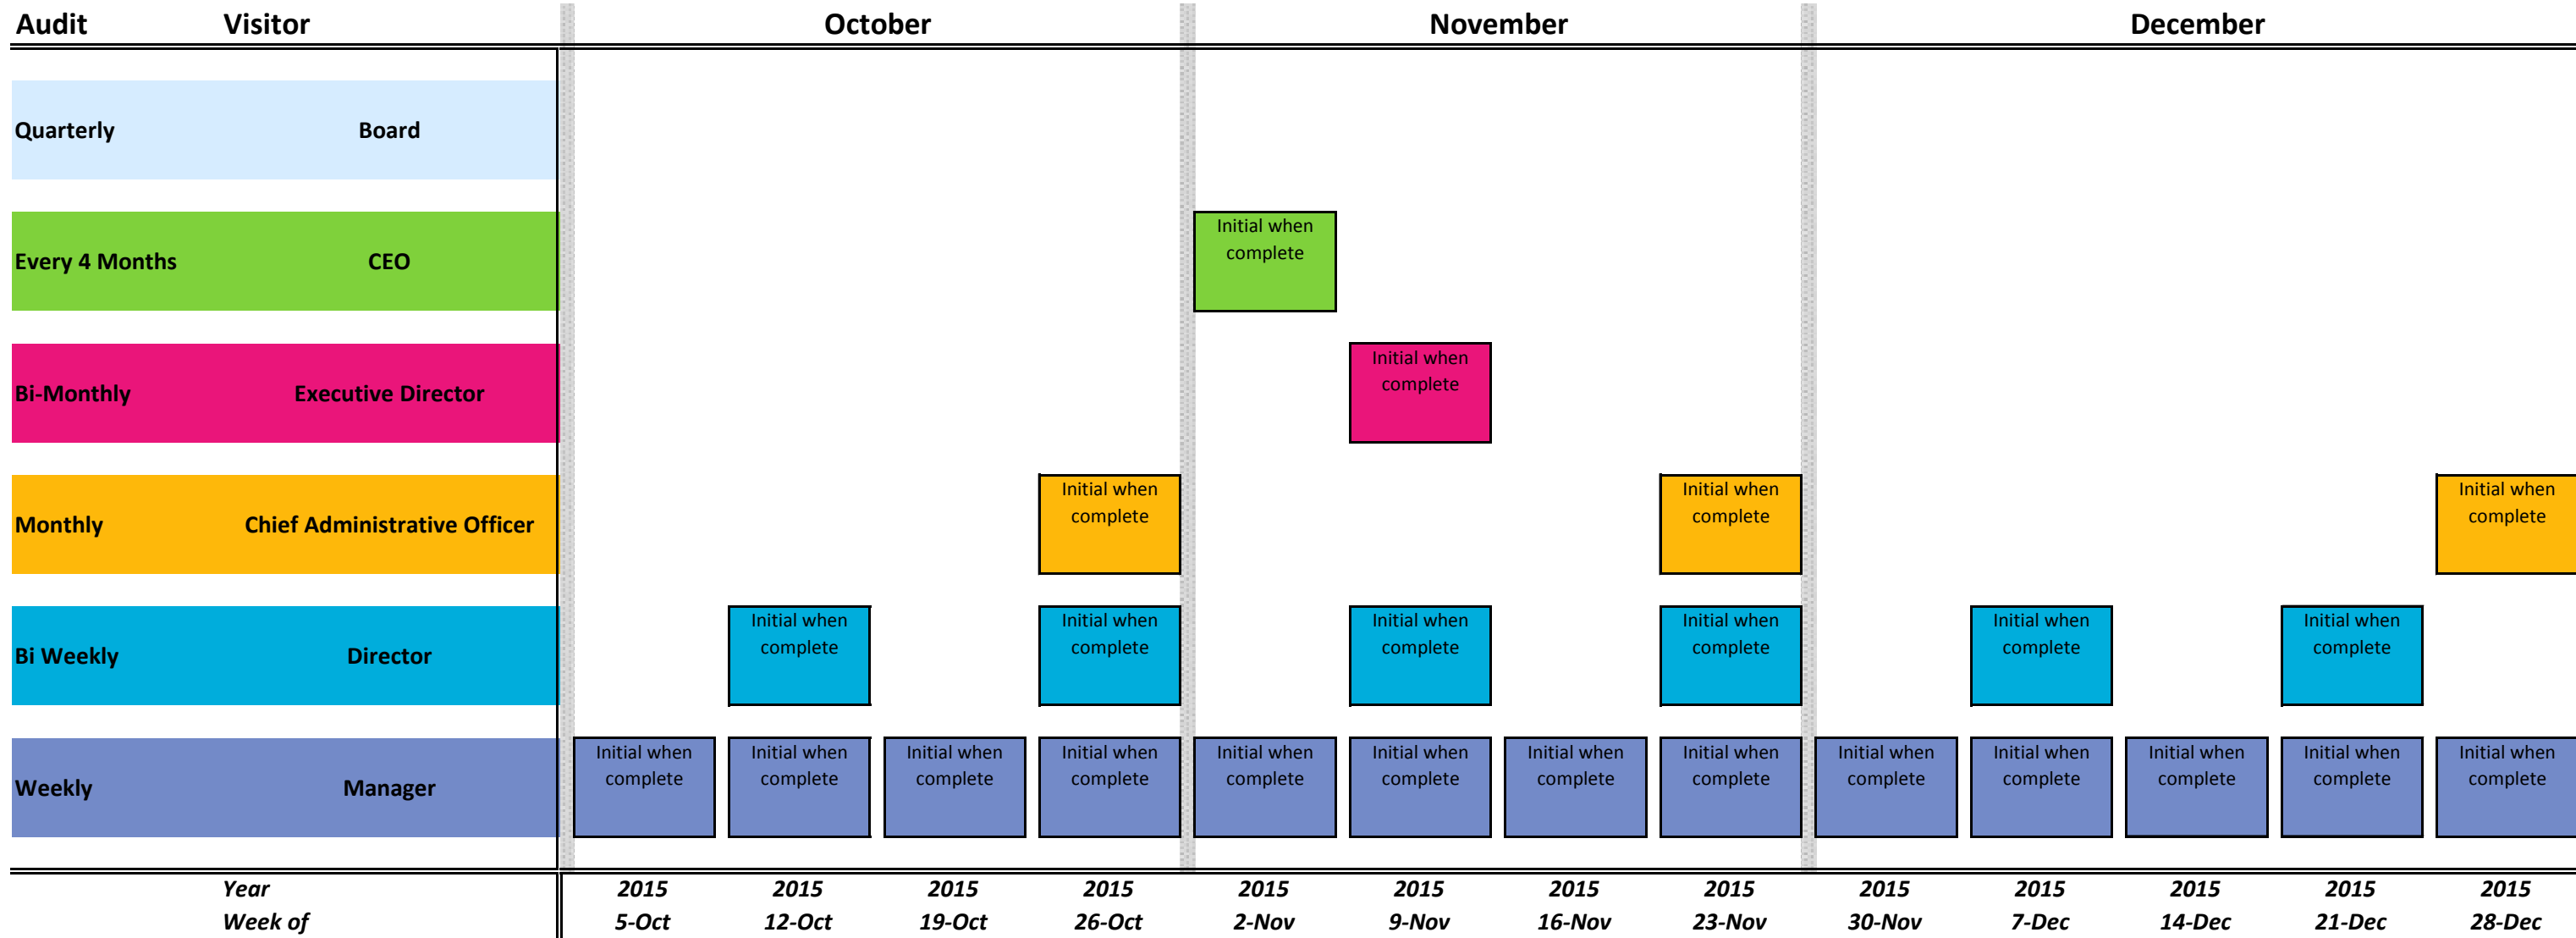 Audit Visitor October November December
Quarterly Board
Initial when
complete
Every 4 Months CEO
Initial when
complete
Bi-Monthly Executive Director
Initial when Initial when Initial when
complete complete complete
Monthly Chief Administrative Officer
Initial when Initial when Initial when Initial when Initial when Initial when
complete complete complete complete complete complete
Bi Weekly Director
Initial when Initial when Initial when Initial when Initial when Initial when Initial when Initial when Initial when Initial when Initial when Initial when Initial when
complete complete complete complete complete complete complete complete complete complete complete complete complete
Weekly Manager
Year 2015 2015 2015 2015 2015 2015 2015 2015 2015 2015 2015 2015 2015
Week of 5-Oct 12-Oct 19-Oct 26-Oct 2-Nov 9-Nov 16-Nov 23-Nov 30-Nov 7-Dec 14-Dec 21-Dec 28-Dec